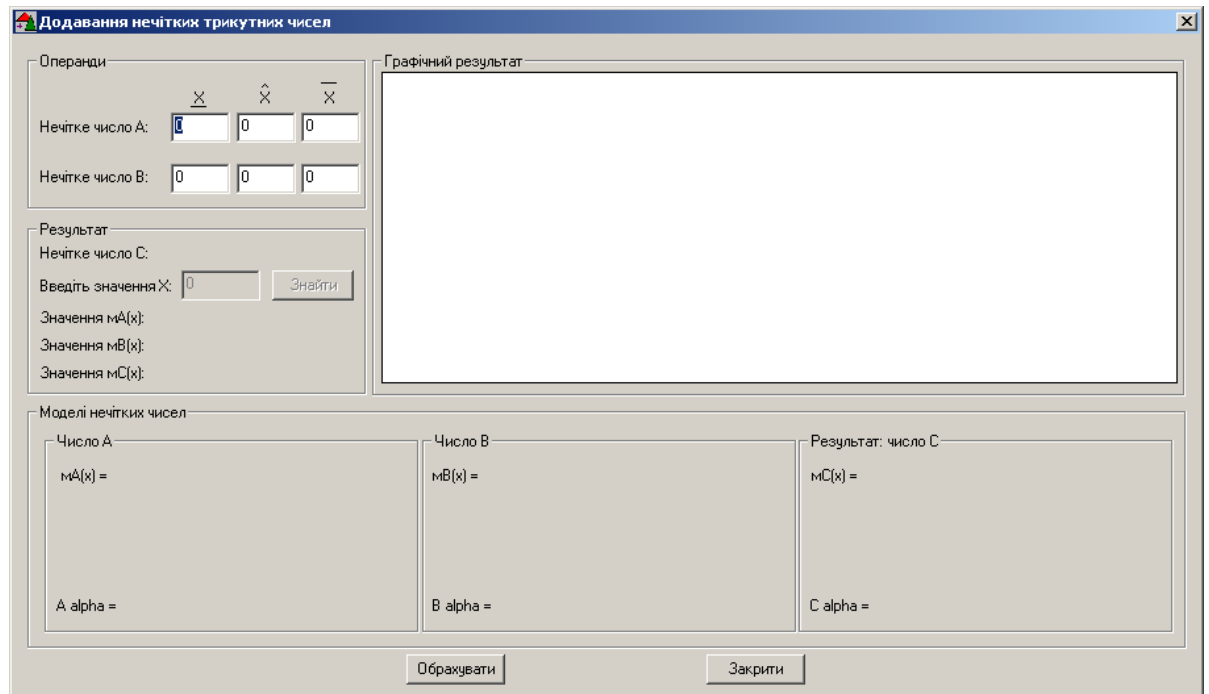 Додавання нечітких трикутних чисел
Операнди
X X̂ X̅
Нечітке число А: 0 0 0
Нечітке число В: 0 0 0
Результат
Нечітке число С:
Введіть значення X: 0 Знайти
Значення мА(х):
Значення мВ(х):
Значення мС(х):
Графічний результат
Моделі нечітких чисел
Число А
мА(х) =
A alpha =
Число В
мВ(х) =
B alpha =
Результат: число С
мС(х) =
C alpha =
Обрахувати Закрити